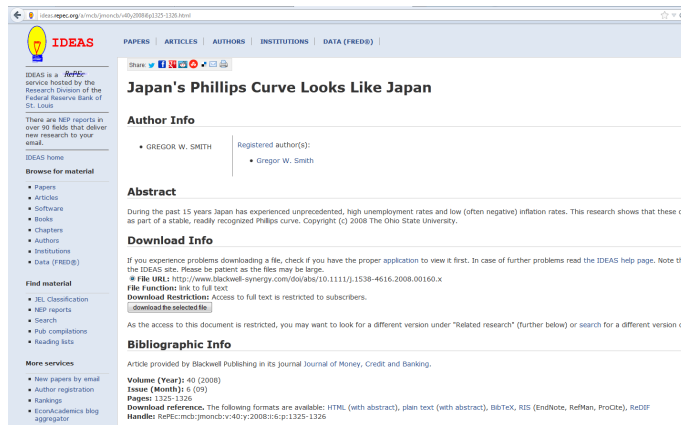 ideas.repec.org/a/mcb/jmoncb/v40y2008i6p1325-1326.html
IDEAS
PAPERS | ARTICLES | AUTHORS | INSTITUTIONS | DATA (FRED®)
Share:
IDEAS is a RePEc
service hosted by the
Research Division of the
Federal Reserve Bank of
St. Louis
There are NEP reports in
over 90 fields that deliver
new research to your
email.
IDEAS home
Browse for material
Papers
Articles
Software
Books
Chapters
Authors
Institutions
Data (FRED®)
Find material
JEL Classification
NEP reports
Search
Pub compilations
Reading lists
More services
New papers by email
Author registration
Rankings
EconAcademics blog
aggregator
Japan's Phillips Curve Looks Like Japan
Author Info
GREGOR W. SMITH
Registered author(s):
Gregor W. Smith
Abstract
During the past 15 years Japan has experienced unprecedented, high unemployment rates and low (often negative) inflation rates. This research shows that these
as part of a stable, readily recognized Phillips curve. Copyright (c) 2008 The Ohio State University.
Download Info
If you experience problems downloading a file, check if you have the proper application to view it first. In case of further problems read the IDEAS help page. Note
the IDEAS site. Please be patient as the files may be large.
File URL: http://www.blackwell-synergy.com/doi/abs/10.1111/j.1538-4616.2008.00160.x
File Function: link to full text
Download Restriction: Access to full text is restricted to subscribers.
download the selected file
As the access to this document is restricted, you may want to look for a different version under "Related research" (further below) or search for a different version
Bibliographic Info
Article provided by Blackwell Publishing in its journal Journal of Money, Credit and Banking.
Volume (Year): 40 (2008)
Issue (Month): 6 (09)
Pages: 1325-1326
Download reference. The following formats are available: HTML (with abstract), plain text (with abstract), BibTeX, RIS (EndNote, RefMan, ProCite), ReDIF
Handle: RePEc:mcb:jmoncb:v:40:y:2008:i:6:p:1325-1326